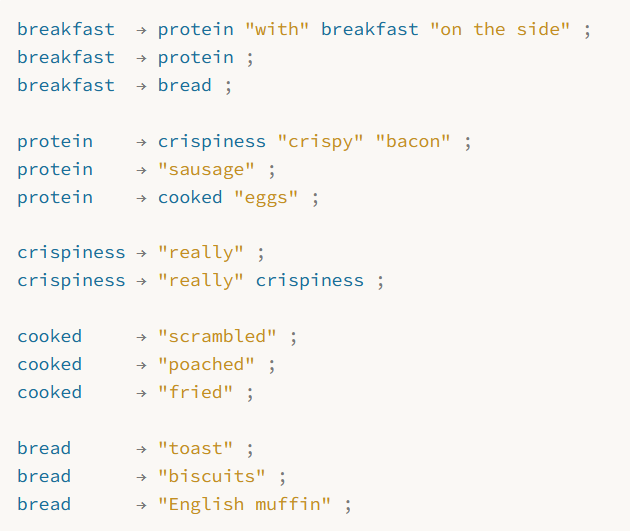 breakfast → protein "with" breakfast "on the side" ;
breakfast → protein ;
breakfast → bread ;
protein → crispiness "crispy" "bacon" ;
protein → "sausage" ;
protein → cooked "eggs" ;
crispiness → "really" ;
crispiness → "really" crispiness ;
cooked → "scrambled" ;
cooked → "poached" ;
cooked → "fried" ;
bread → "toast" ;
bread → "biscuits" ;
bread → "English muffin" ;